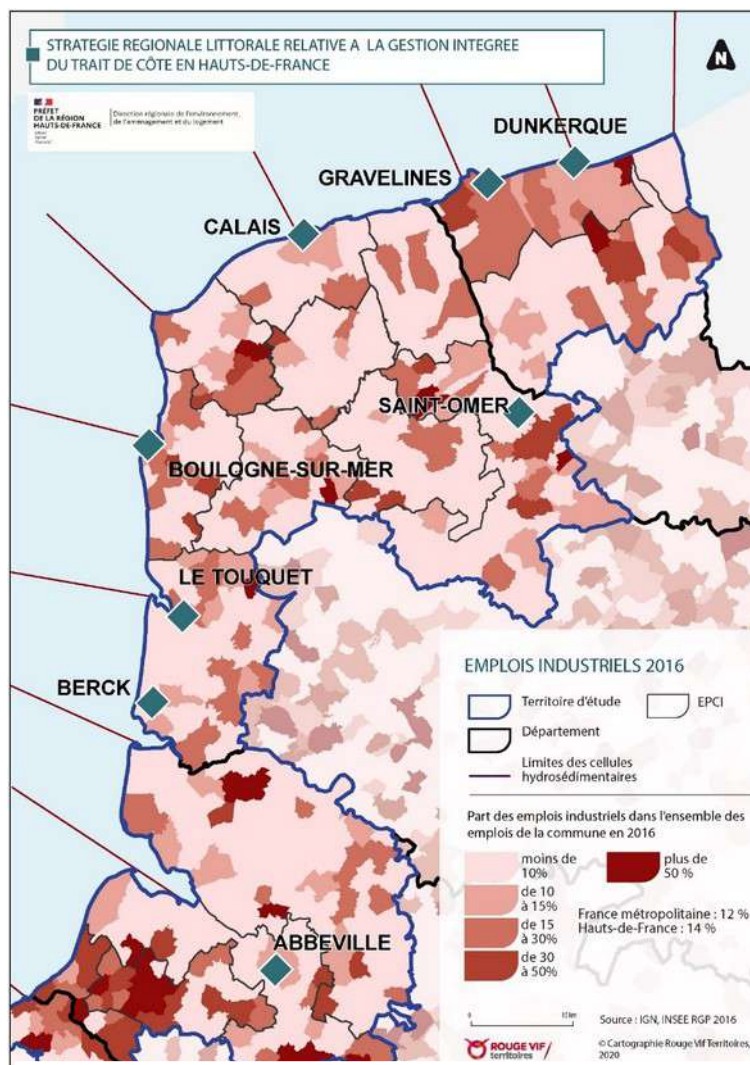 STRATEGIE REGIONALE LITTORALE RELATIVE A LA GESTION INTEGREE
DU TRAIT DE CÔTE EN HAUTS-DE-FRANCE
N
PRÉFET
DE LA RÉGION
HAUTS-DE-FRANCE
Direction régionale de l'environnement,
de l'aménagement et du logement
DUNKERQUE
GRAVELINES
CALAIS
SAINT-OMER
BOULOGNE-SUR-MER
LE TOUQUET
BERCK
ABBEVILLE
EMPLOIS INDUSTRIELS 2016
Territoire d'étude
EPCI
Département
Limites des cellules
hydrosédimentaires
Part des emplois industriels dans l'ensemble des
emplois de la commune en 2016
moins de
10%
plus de
50 %
de 10
à 15%
de 15
à 30%
de 30
à 50%
France métropolitaine : 12 %
Hauts-de-France : 14 %
0 10 km
Source : IGN, INSEE RGP 2016
ROUGE VIF/
territoires
© Cartographie Rouge Vif Territoires,
2020